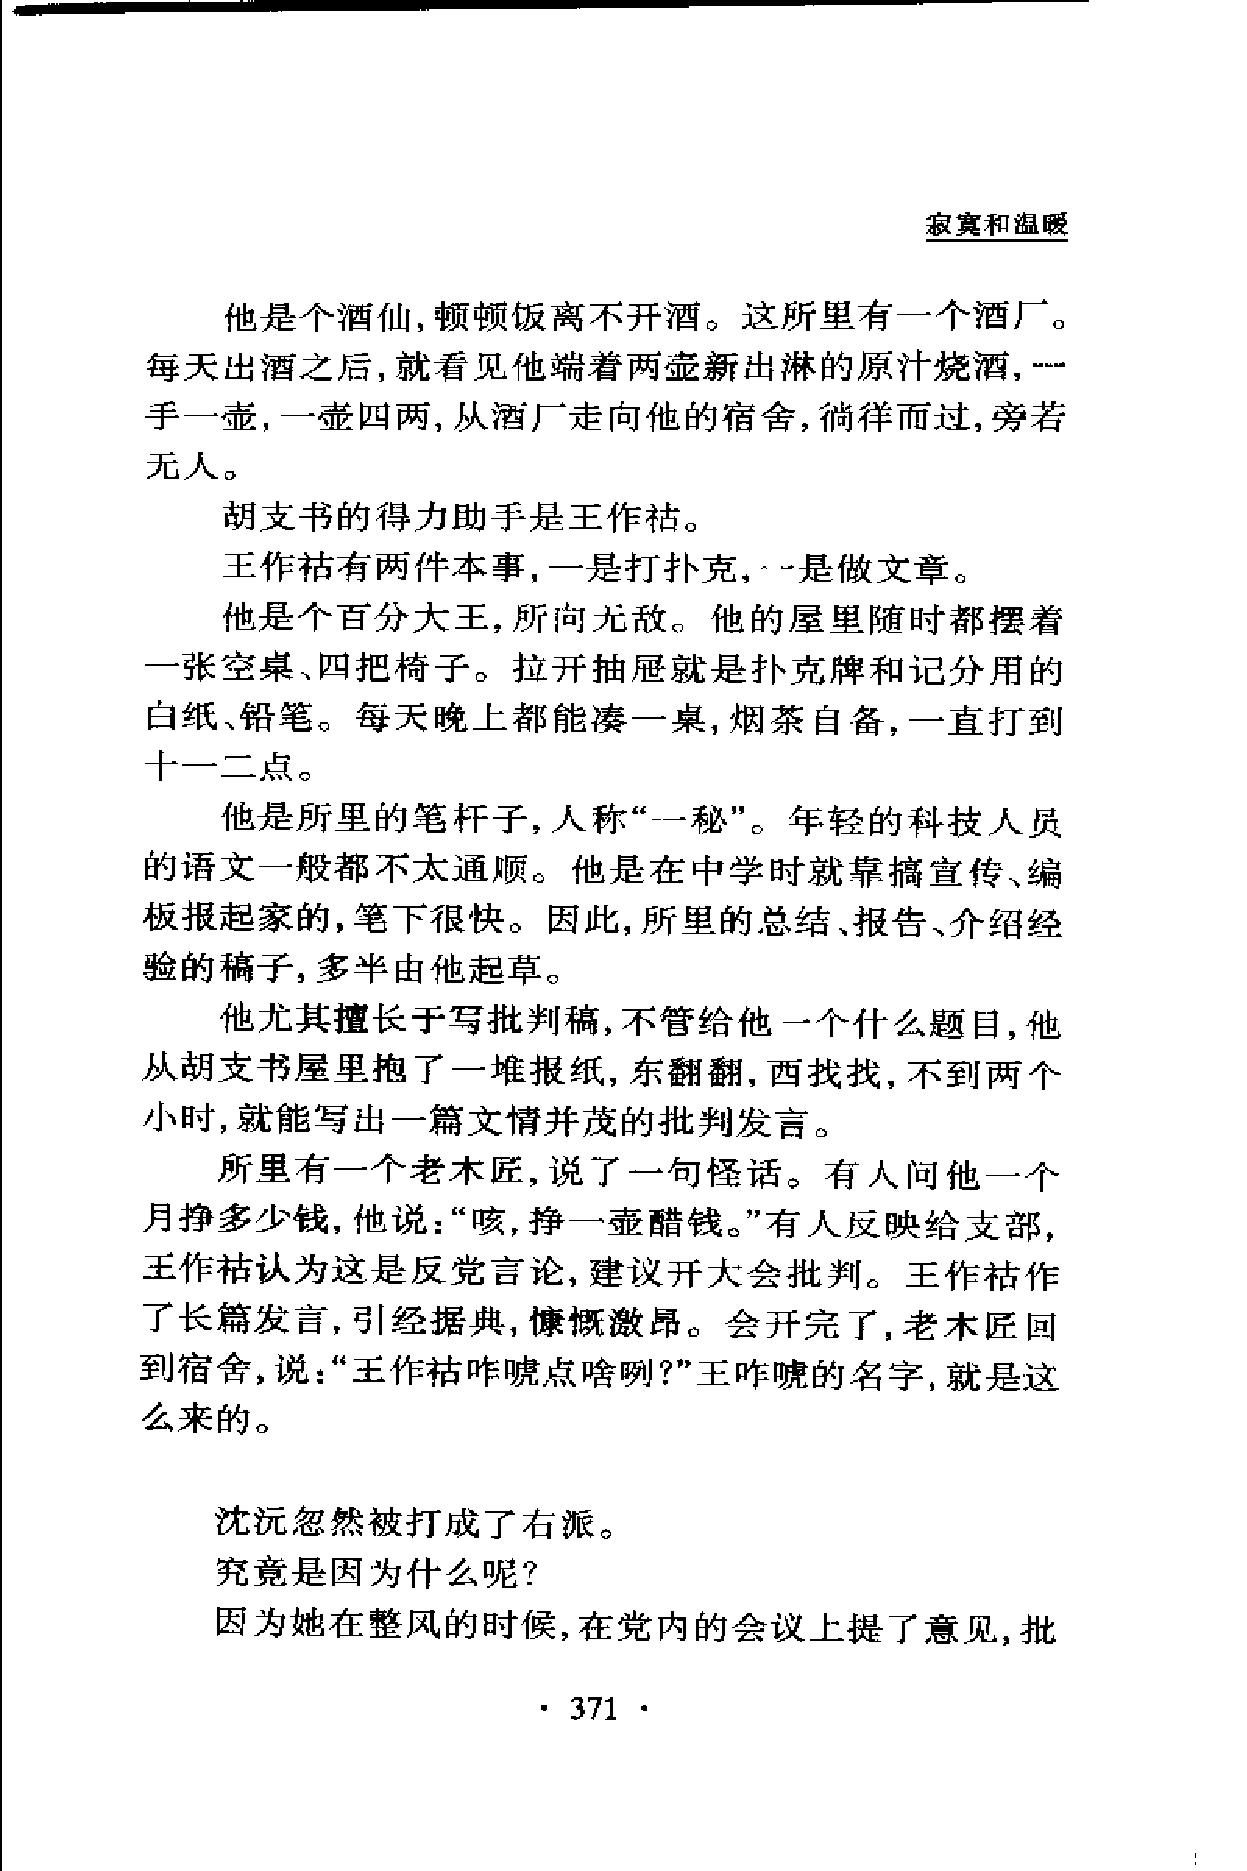 寂寞和温暖
他是个酒仙,顿顿饭离不开酒。这所里有一个酒厂。
每天出酒之后,就看见他端着两壶新出淋的原汁烧酒,一
手一壶,一壶四两,从酒厂走向他的宿舍,徜徉而过,旁若
无人。
胡支书的得力助手是王作祜。
王作祜有两件本事,一是打扑克,一是做文章。
他是个百分大王,所向无敌。他的屋里随时都摆着
一张空桌、四把椅子。拉开抽屉就是扑克牌和记分用的
白纸、铅笔。每天晚上都能凑一桌,烟茶自备,一直打到
十一二点。
他是所里的笔杆子,人称“一秘”。年轻的科技人员
的语文一般都不太通顺。他是在中学时就靠搞宣传、编
板报起家的,笔下很快。因此,所里的总结、报告、介绍经
验的稿子,多半由他起草。
他尤其擅长于写批判稿,不管给他一个什么题目,他
从胡支书屋里抱了一堆报纸,东翻翻,西找找,不到两个
小时,就能写出一篇文情并茂的批判发言。
所里有一个老木匠,说了一句怪话。有人问他一个
月挣多少钱,他说:“咳,挣一壶醋钱。”有人反映给支部,
王作祜认为这是反党言论,建议开大会批判。王作祜作
了长篇发言,引经据典,慷慨激昂。会开完了,老木匠回
到宿舍,说:“王作祜咋唬点啥咧?”王咋唬的名字,就是这
么来的。
沈沅忽然被打成了右派。
究竟是因为什么呢?
因为她在整风的时候,在党内的会议上提了意见,批
· 371 ·